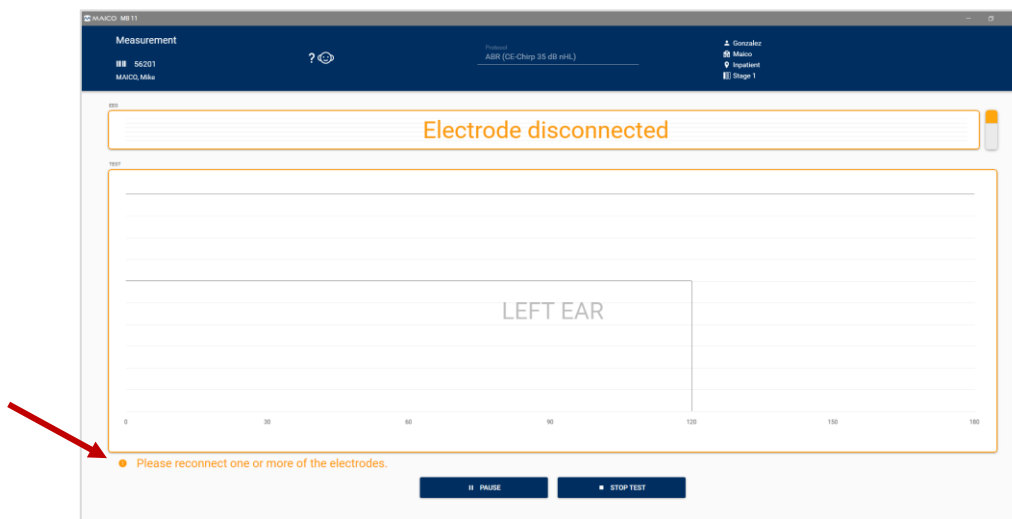 MAICO MB 11
Measurement
56201
MAICO, Mike
?
Protocol
ABR (CE-Chirp 35 dB nHL)
Gonzalez
Maico
Inpatient
Stage 1
EEG
Electrode disconnected
TEST
LEFT EAR
0 30 60 90 120 150 180
Please reconnect one or more of the electrodes.
PAUSE STOP TEST